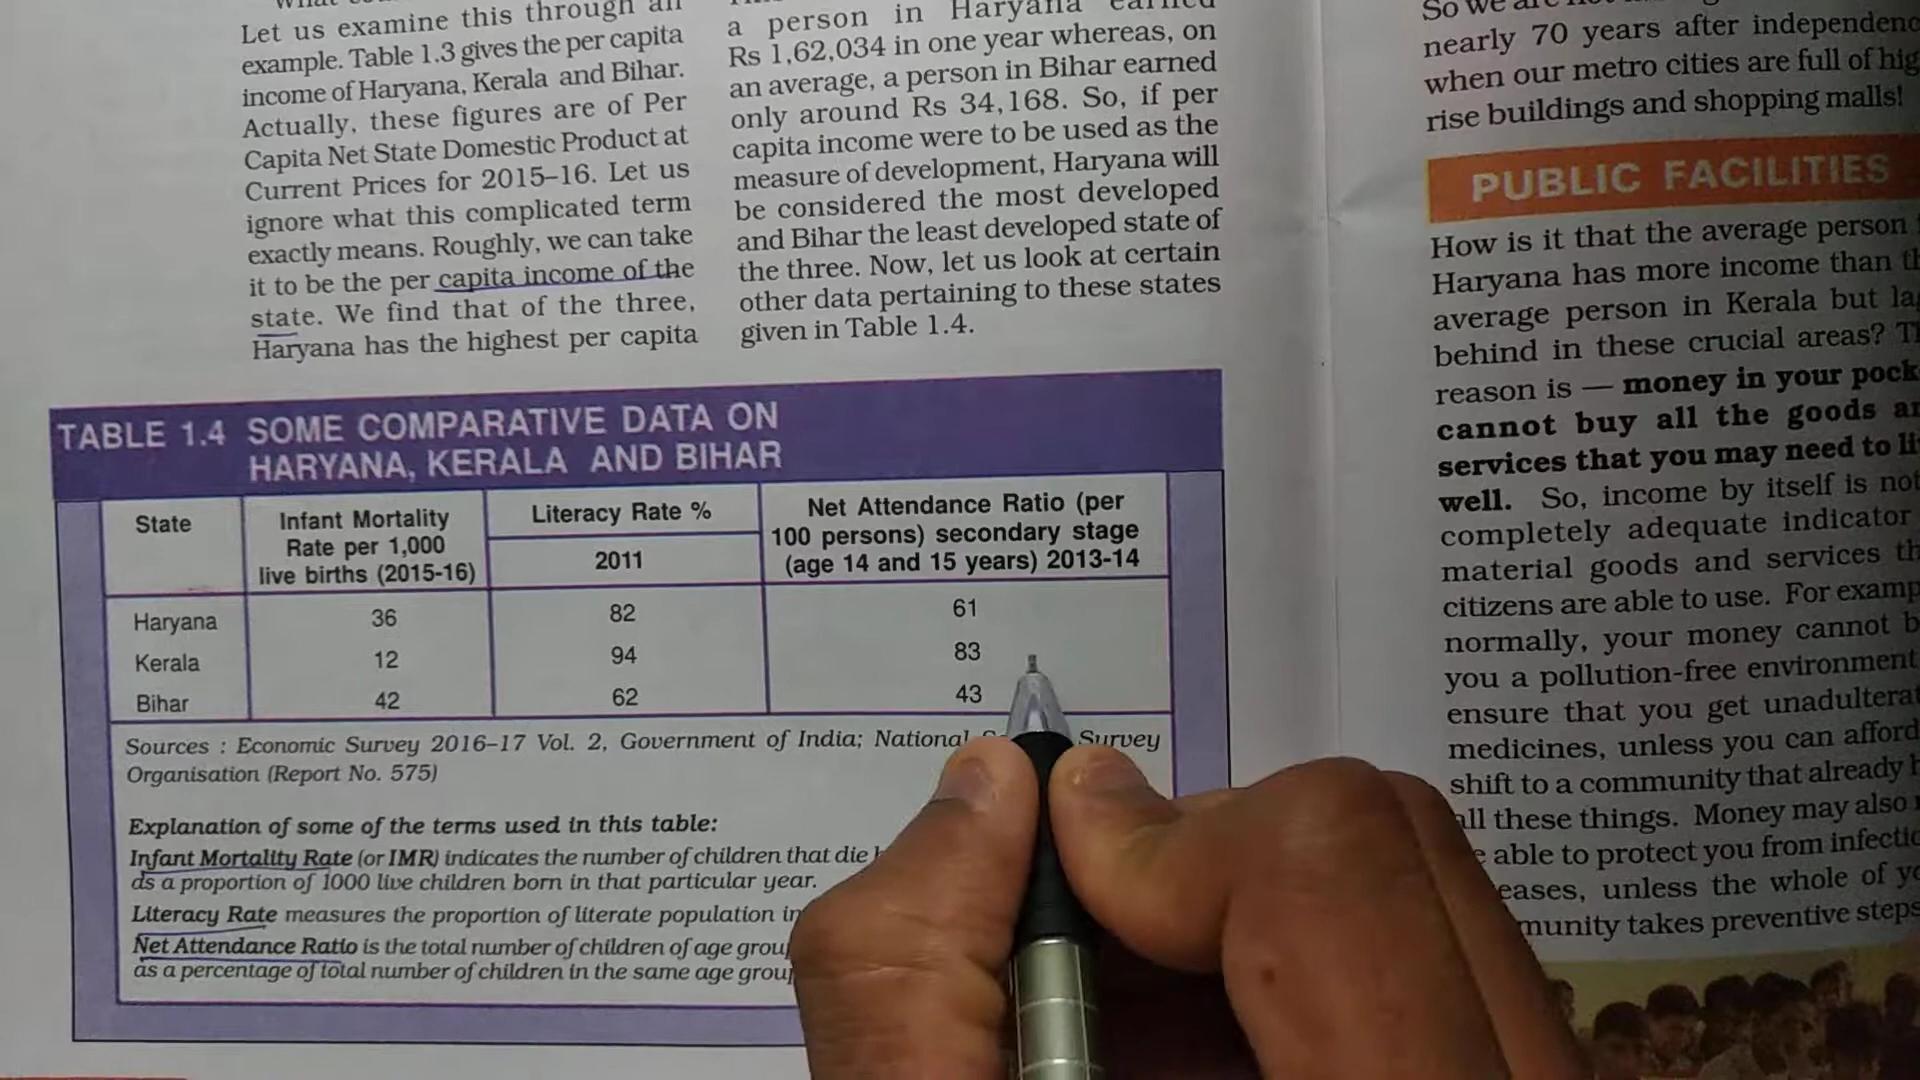 Let us examine this through an
example. Table 1.3 gives the per capita
income of Haryana, Kerala and Bihar.
Actually, these figures are of Per
Capita Net State Domestic Product at
Current Prices for 2015–16. Let us
ignore what this complicated term
exactly means. Roughly, we can take
it to be the per capita income of the
state. We find that of the three,
Haryana has the highest per capita
a person in Haryana earned
Rs 1,62,034 in one year whereas, on
an average, a person in Bihar earned
only around Rs 34,168. So, if per
capita income were to be used as the
measure of development, Haryana will
be considered the most developed
and Bihar the least developed state of
the three. Now, let us look at certain
other data pertaining to these states
given in Table 1.4.
TABLE 1.4 SOME COMPARATIVE DATA ON
HARYANA, KERALA AND BIHAR
State
Infant Mortality
Rate per 1,000
live births (2015-16)
Literacy Rate %
2011
Net Attendance Ratio (per
100 persons) secondary stage
(age 14 and 15 years) 2013-14
Haryana 36 82 61
Kerala 12 94 83
Bihar 42 62 43
Sources : Economic Survey 2016–17 Vol. 2, Government of India; National Survey
Organisation (Report No. 575)
Explanation of some of the terms used in this table:
Infant Mortality Rate (or IMR) indicates the number of children that die
as a proportion of 1000 live children born in that particular year.
Literacy Rate measures the proportion of literate population in
Net Attendance Ratio is the total number of children of age group
as a percentage of total number of children in the same age group
So we are
nearly 70 years after
when our metro cities are full of
rise buildings and shopping malls!
PUBLIC FACILITIES
How is it that the average person
Haryana has more income than
average person in Kerala but
behind in these crucial areas?
reason is — money in your
cannot buy all the goods
services that you may need to
well. So, income by itself is not
completely adequate indicator
material goods and services
citizens are able to use. For
normally, your money cannot
you a pollution-free environment
ensure that you get
medicines, unless you can afford
shift to a community that already
all these things. Money may also
able to protect you from
unless the whole of
takes preventive steps